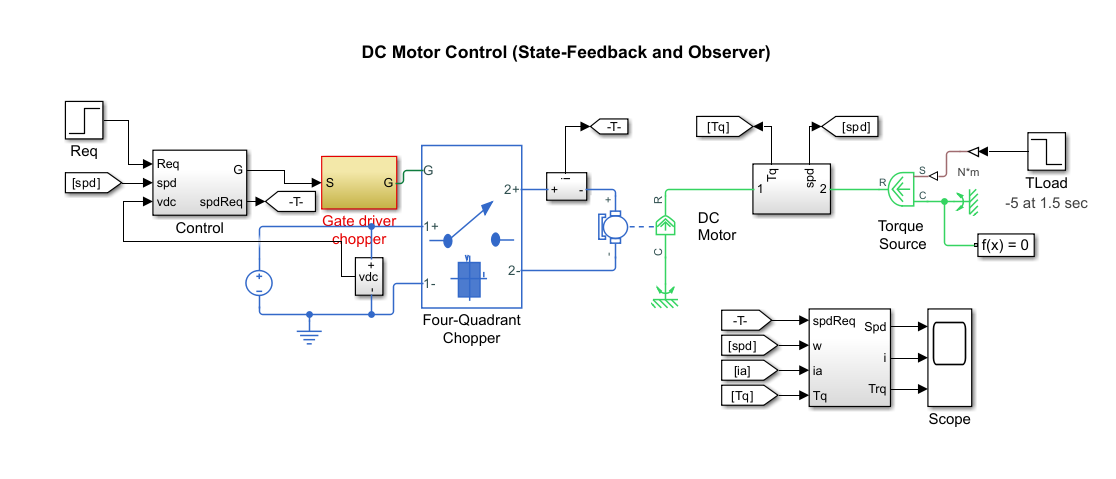 DC Motor Control (State-Feedback and Observer)
Req
[spd]
Req
spd
vdc
G
spdReq
Control
-T-
S
G
Gate driver
chopper
+
vdc
-
G
1+
1-
2+
2-
Four-Quadrant
Chopper
-T-
+
i
-
+
-
R
C
DC
Motor
[Tq]
[spd]
Tq
spd
1
2
R
S
C
Torque
Source
N*m
TLoad
-5 at 1.5 sec
f(x) = 0
-T-
[spd]
[ia]
[Tq]
spdReq
w
ia
Tq
Spd
i
Trq
Scope